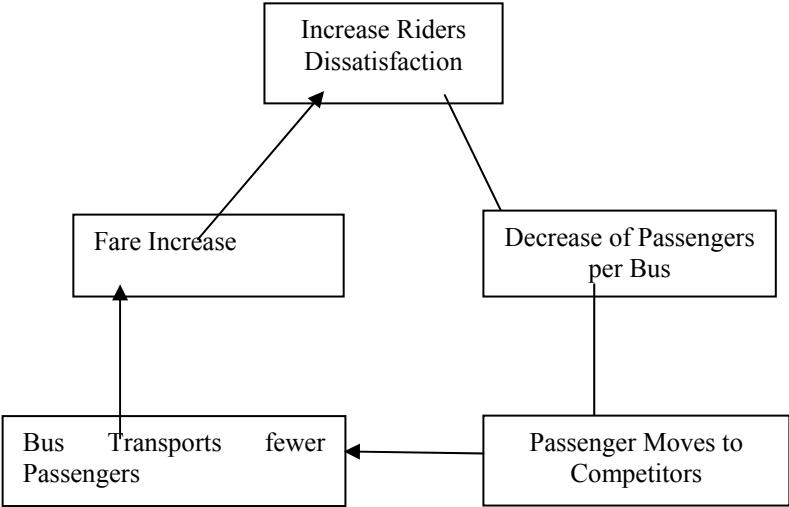 Increase Riders
Dissatisfaction
Fare Increase
Decrease of Passengers
per Bus
Bus Transports fewer
Passengers
Passenger Moves to
Competitors